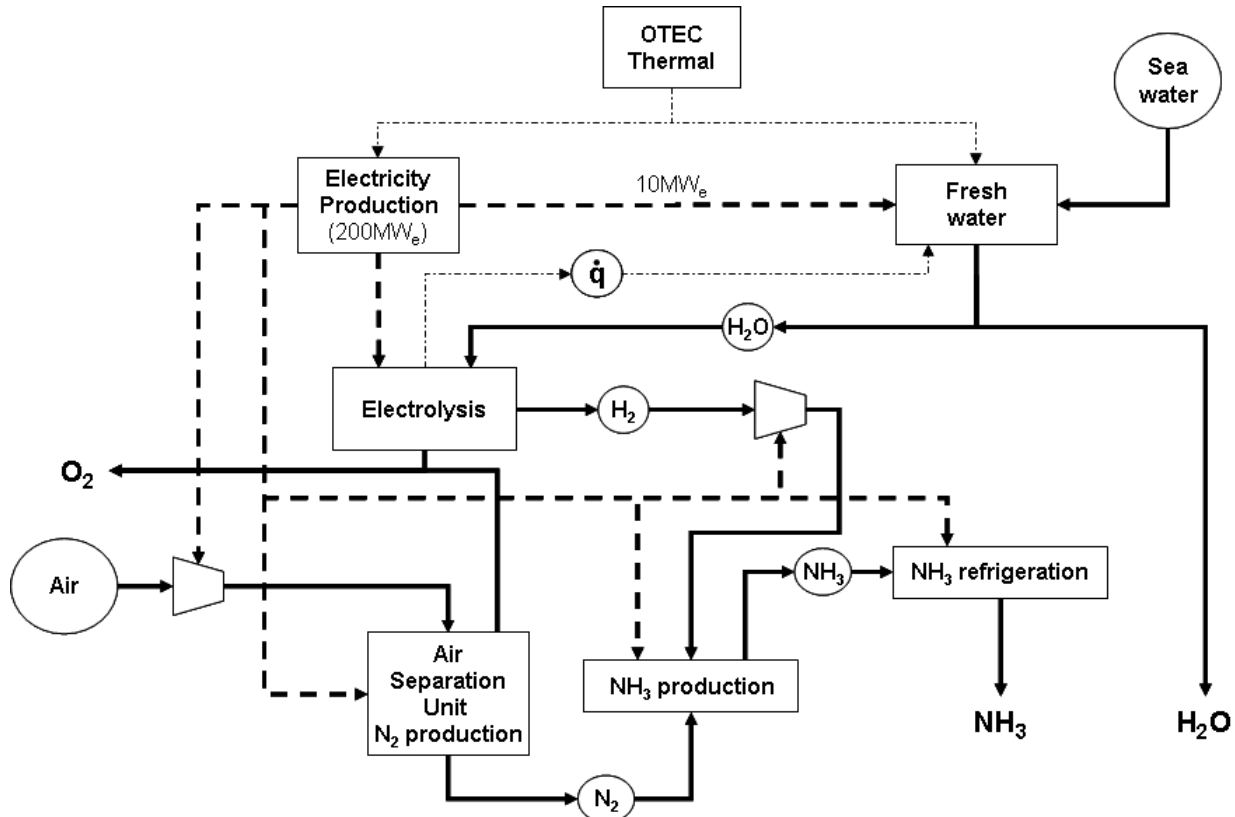 OTEC
Thermal
Sea
water
Electricity
Production
(200MWₑ)
10MWₑ
Fresh
water
q̇
H₂O
Electrolysis
H₂
O₂
Air
NH₃
NH₃ refrigeration
Air
Separation
Unit
N₂ production
NH₃ production
NH₃
H₂O
N₂